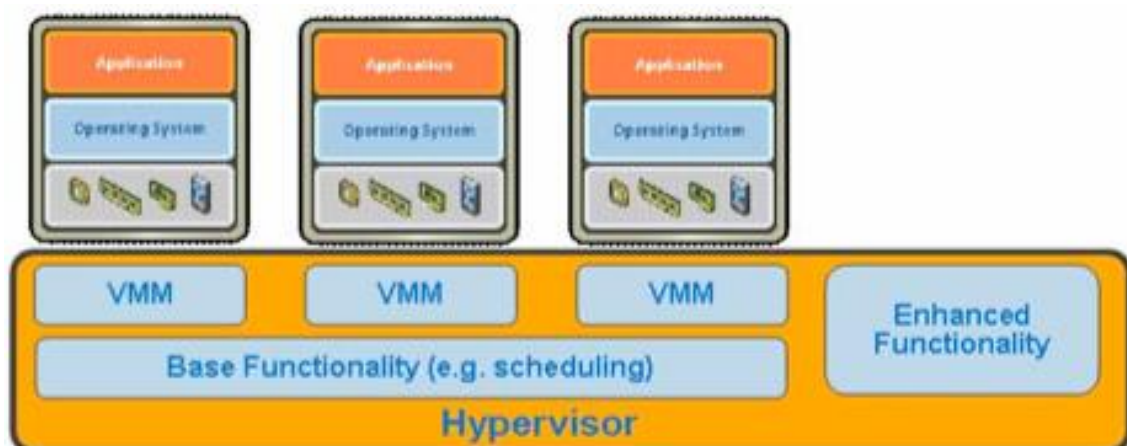 Application
Application
Application
Operating System
Operating System
Operating System
VMM
VMM
VMM
Enhanced
Functionality
Base Functionality (e.g. scheduling)
Hypervisor